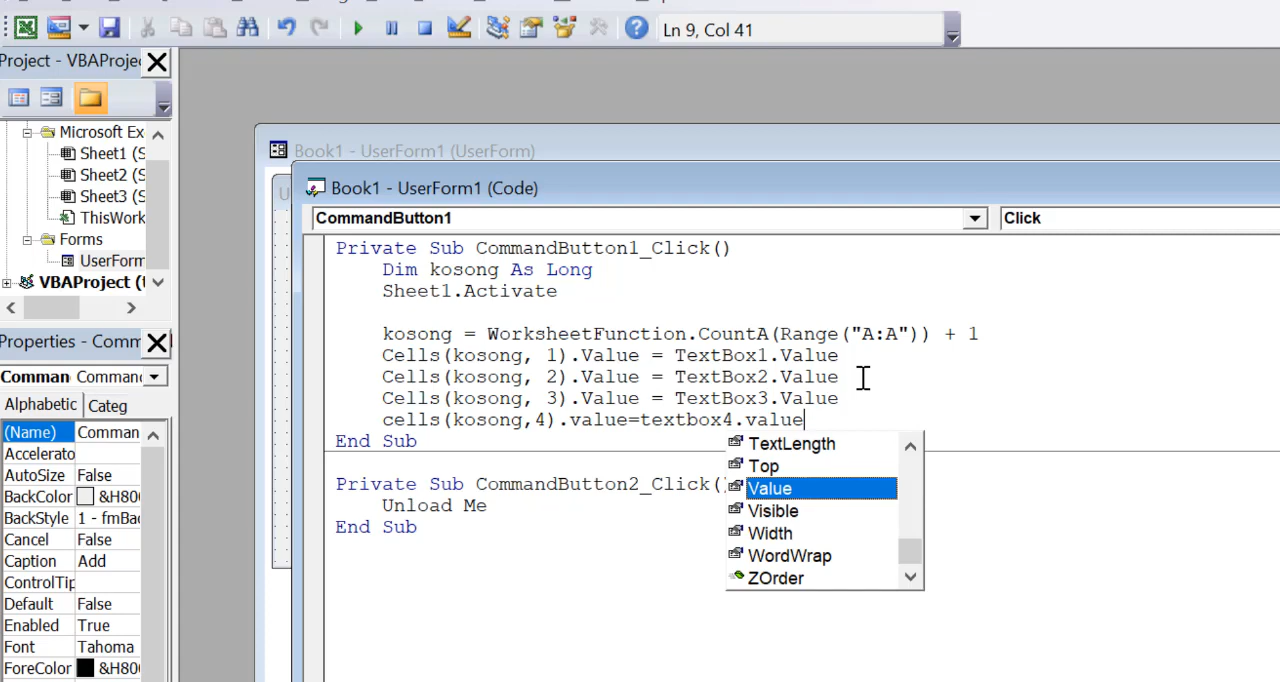 Ln 9, Col 41
Project - VBAProje
Microsoft Ex
Sheet1 (S
Sheet2 (S
Sheet3 (S
ThisWork
Forms
UserForm
VBAProject (t
Properties - Comm
Comman Command
Alphabetic Categ
(Name) Comman
Accelerato
AutoSize False
BackColor &H800
BackStyle 1 - fmBac
Cancel False
Caption Add
ControlTip
Default False
Enabled True
Font Tahoma
ForeColor &H800
Book1 - UserForm1 (UserForm)
Book1 - UserForm1 (Code)
CommandButton1 Click
Private Sub CommandButton1_Click()
Dim kosong As Long
Sheet1.Activate
kosong = WorksheetFunction.CountA(Range("A:A")) + 1
Cells(kosong, 1).Value = TextBox1.Value
Cells(kosong, 2).Value = TextBox2.Value
Cells(kosong, 3).Value = TextBox3.Value
cells(kosong,4).value=textbox4.value
End Sub
Private Sub CommandButton2_Click()
Unload Me
End Sub
TextLength
Top
Value
Visible
Width
WordWrap
ZOrder